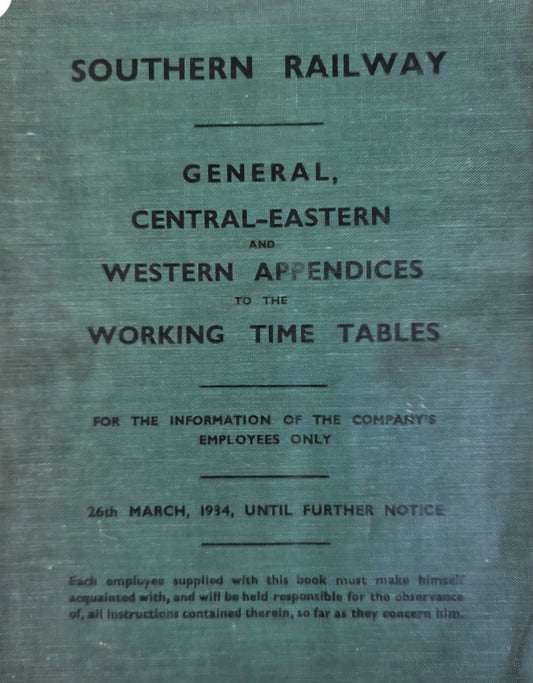 SOUTHERN RAILWAY
GENERAL,
CENTRAL-EASTERN
AND
WESTERN APPENDICES
TO THE
WORKING TIME TABLES
FOR THE INFORMATION OF THE COMPANY'S
EMPLOYEES ONLY
26th MARCH, 1934, UNTIL FURTHER NOTICE
Each employee supplied with this book must make himself
acquainted with, and will be held responsible for the observance
of, all instructions contained therein, so far as they concern him.